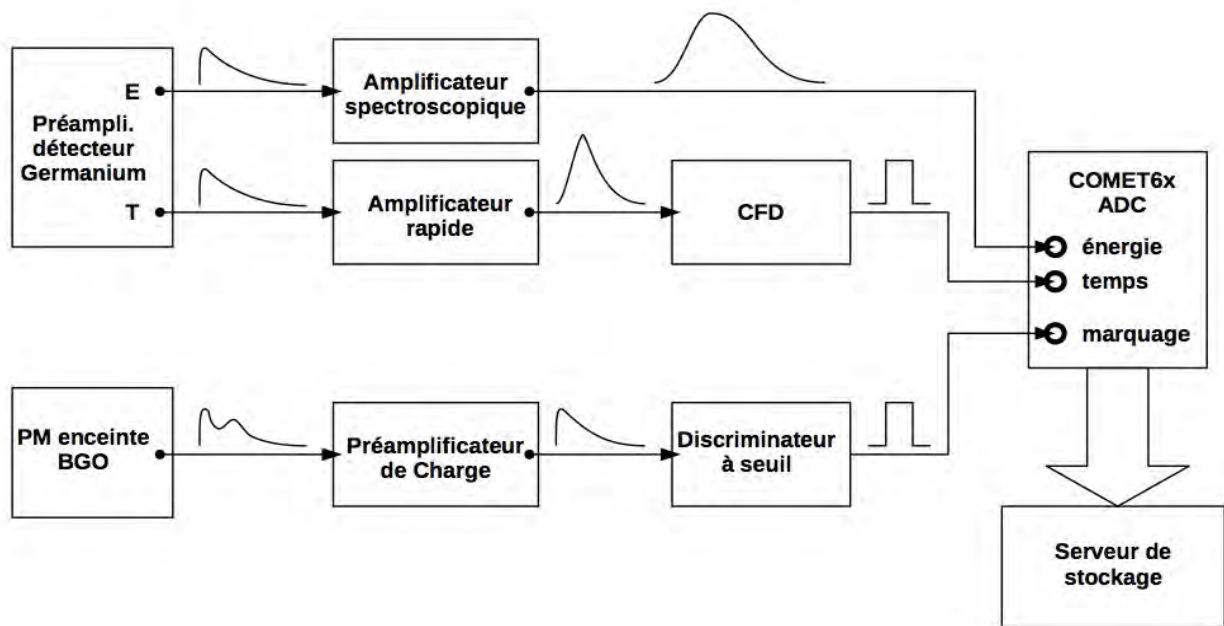 E
Préampli.
détecteur
Germanium
T
Amplificateur
spectroscopique
Amplificateur
rapide
CFD
COMET6x
ADC
énergie
temps
marquage
PM enceinte
BGO
Préamplificateur
de Charge
Discriminateur
à seuil
Serveur de
stockage